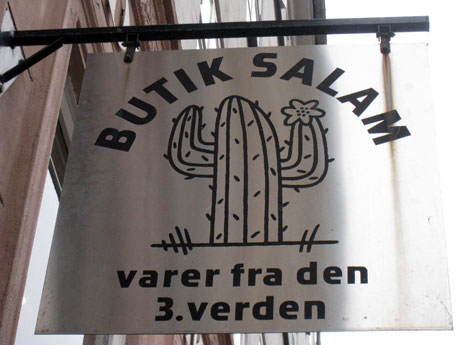 BUTIK SALAM
varer fra den
3.verden